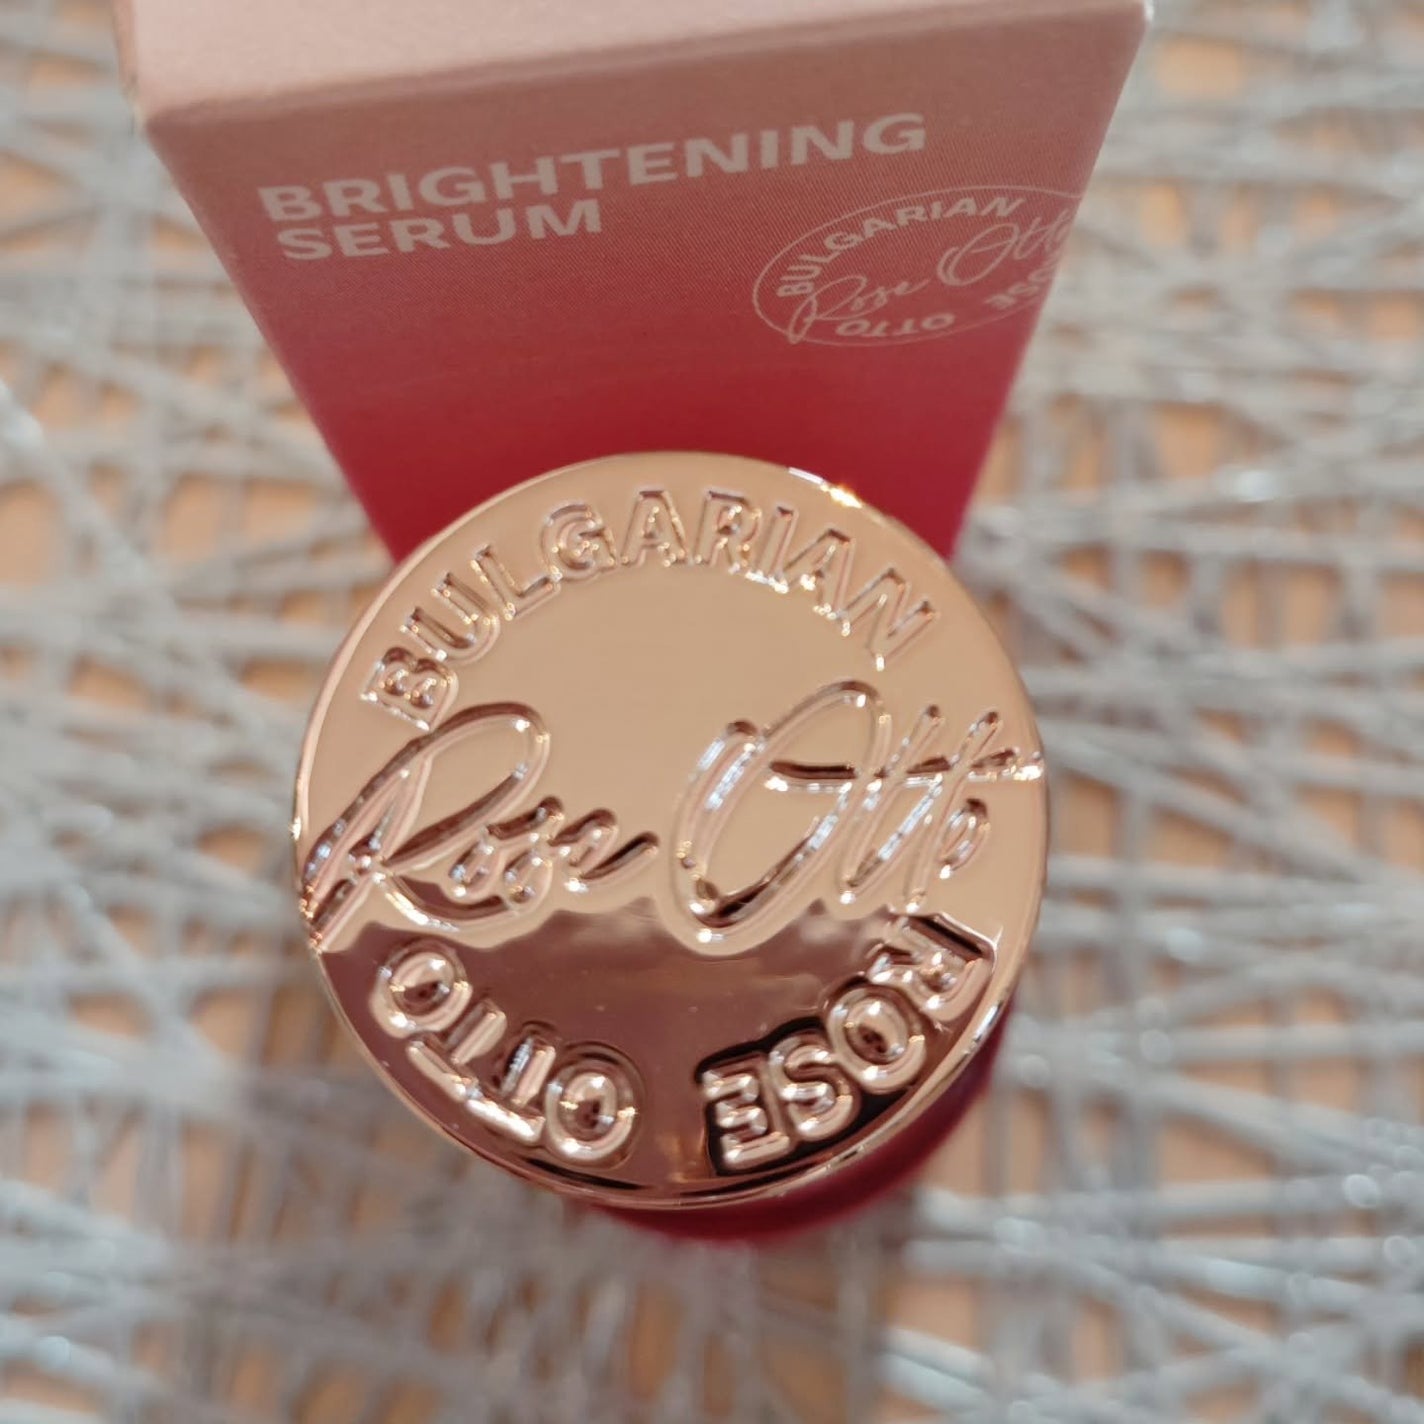 BRIGHTENING
SERUM
BULGARIAN
Rose Otto
ROSE OTTO
BULGARIAN
Rose Otto
ROSE OTTO